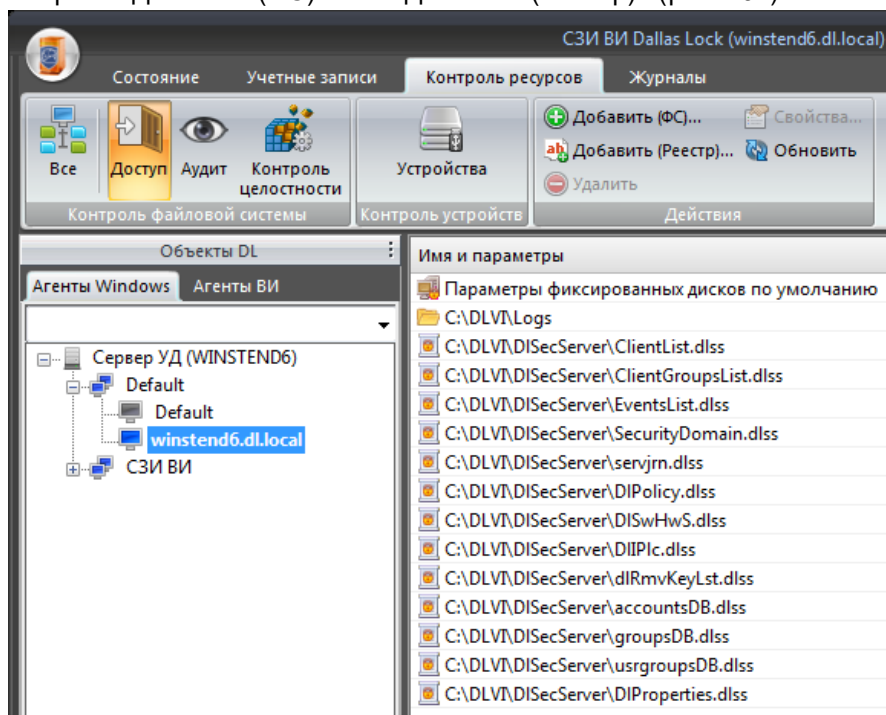 СЗИ ВИ Dallas Lock (winstend6.dl.local)
Состояние Учетные записи Контроль ресурсов Журналы
Все Доступ Аудит Контроль целостности
Контроль файловой системы
Устройства
Контроль устройств
Добавить (ФС)... Свойства...
Добавить (Реестр)... Обновить
Удалить
Действия
Объекты DL
Агенты Windows Агенты ВИ
Сервер УД (WINSTEND6)
Default
Default
winstend6.dl.local
СЗИ ВИ
Имя и параметры
Параметры фиксированных дисков по умолчанию
C:\DLVI\Logs
C:\DLVI\DlSecServer\ClientList.dlss
C:\DLVI\DlSecServer\ClientGroupsList.dlss
C:\DLVI\DlSecServer\EventsList.dlss
C:\DLVI\DlSecServer\SecurityDomain.dlss
C:\DLVI\DlSecServer\servjrn.dlss
C:\DLVI\DlSecServer\DlPolicy.dlss
C:\DLVI\DlSecServer\DlSwHwS.dlss
C:\DLVI\DlSecServer\DlIPlc.dlss
C:\DLVI\DlSecServer\dlRmvKeyLst.dlss
C:\DLVI\DlSecServer\accountsDB.dlss
C:\DLVI\DlSecServer\groupsDB.dlss
C:\DLVI\DlSecServer\usrgroupsDB.dlss
C:\DLVI\DlSecServer\DlProperties.dlss